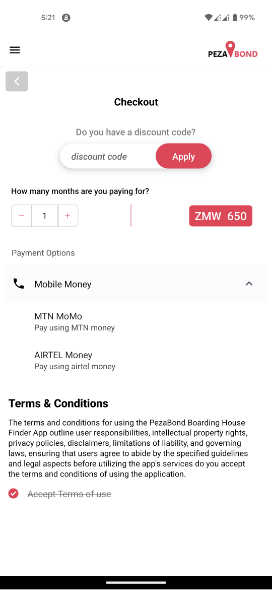 5:21
99%
PEZA BOND
Checkout
Do you have a discount code?
discount code
Apply
How many months are you paying for?
− 1 +
ZMW 650
Payment Options
Mobile Money
MTN MoMo
Pay using MTN money
AIRTEL Money
Pay using airtel money
Terms & Conditions
The terms and conditions for using the PezaBond Boarding House
Finder App outline user responsibilities, intellectual property rights,
privacy policies, disclaimers, limitations of liability, and governing
laws, ensuring that users agree to abide by the specified guidelines
and legal aspects before utilizing the app's services do you accept
the terms and conditions of using the application.
Accept Terms of use